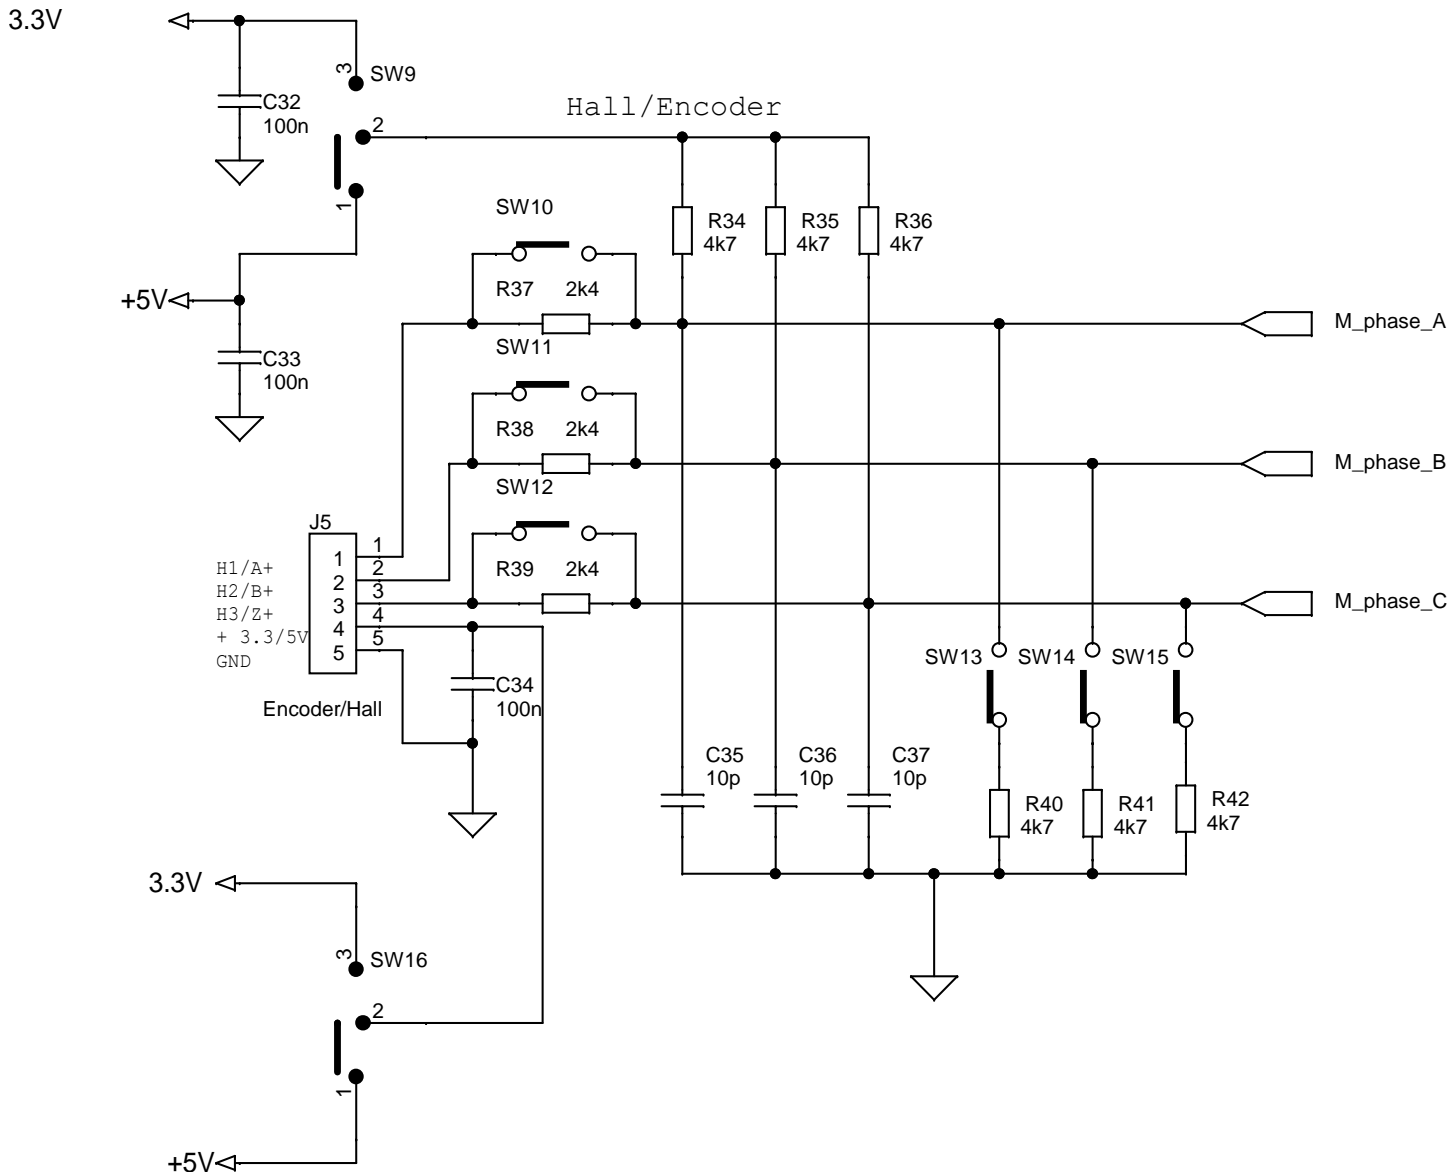 3.3V
3
SW9
C32
100n
Hall/Encoder
2
1
SW10
R34
4k7
R35
4k7
R36
4k7
R37 2k4
+5V
M_phase_A
SW11
C33
100n
R38 2k4
M_phase_B
SW12
J5
R39 2k4
H1/A+
H2/B+
H3/Z+
+ 3.3/5V
GND
1
2
3
4
5
1
2
3
4
5
M_phase_C
SW13
SW14
SW15
C34
100n
Encoder/Hall
C35
10p
C36
10p
C37
10p
R40
4k7
R41
4k7
R42
4k7
3.3V
3
SW16
2
1
+5V